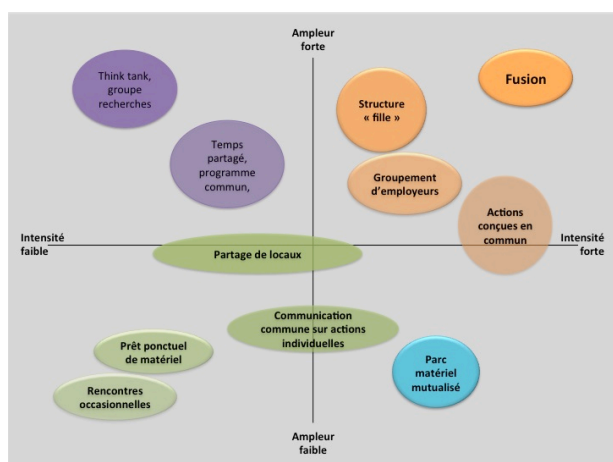 Ampleur
forte
Think tank,
groupe
recherches
Fusion
Structure
« fille »
Temps
partagé,
programme
commun,
Groupement
d'employeurs
Actions
conçues en
commun
Intensité
faible
Intensité
forte
Partage de locaux
Communication
commune sur actions
individuelles
Prêt ponctuel
de matériel
Parc
matériel
mutualisé
Rencontres
occasionnelles
Ampleur
faible